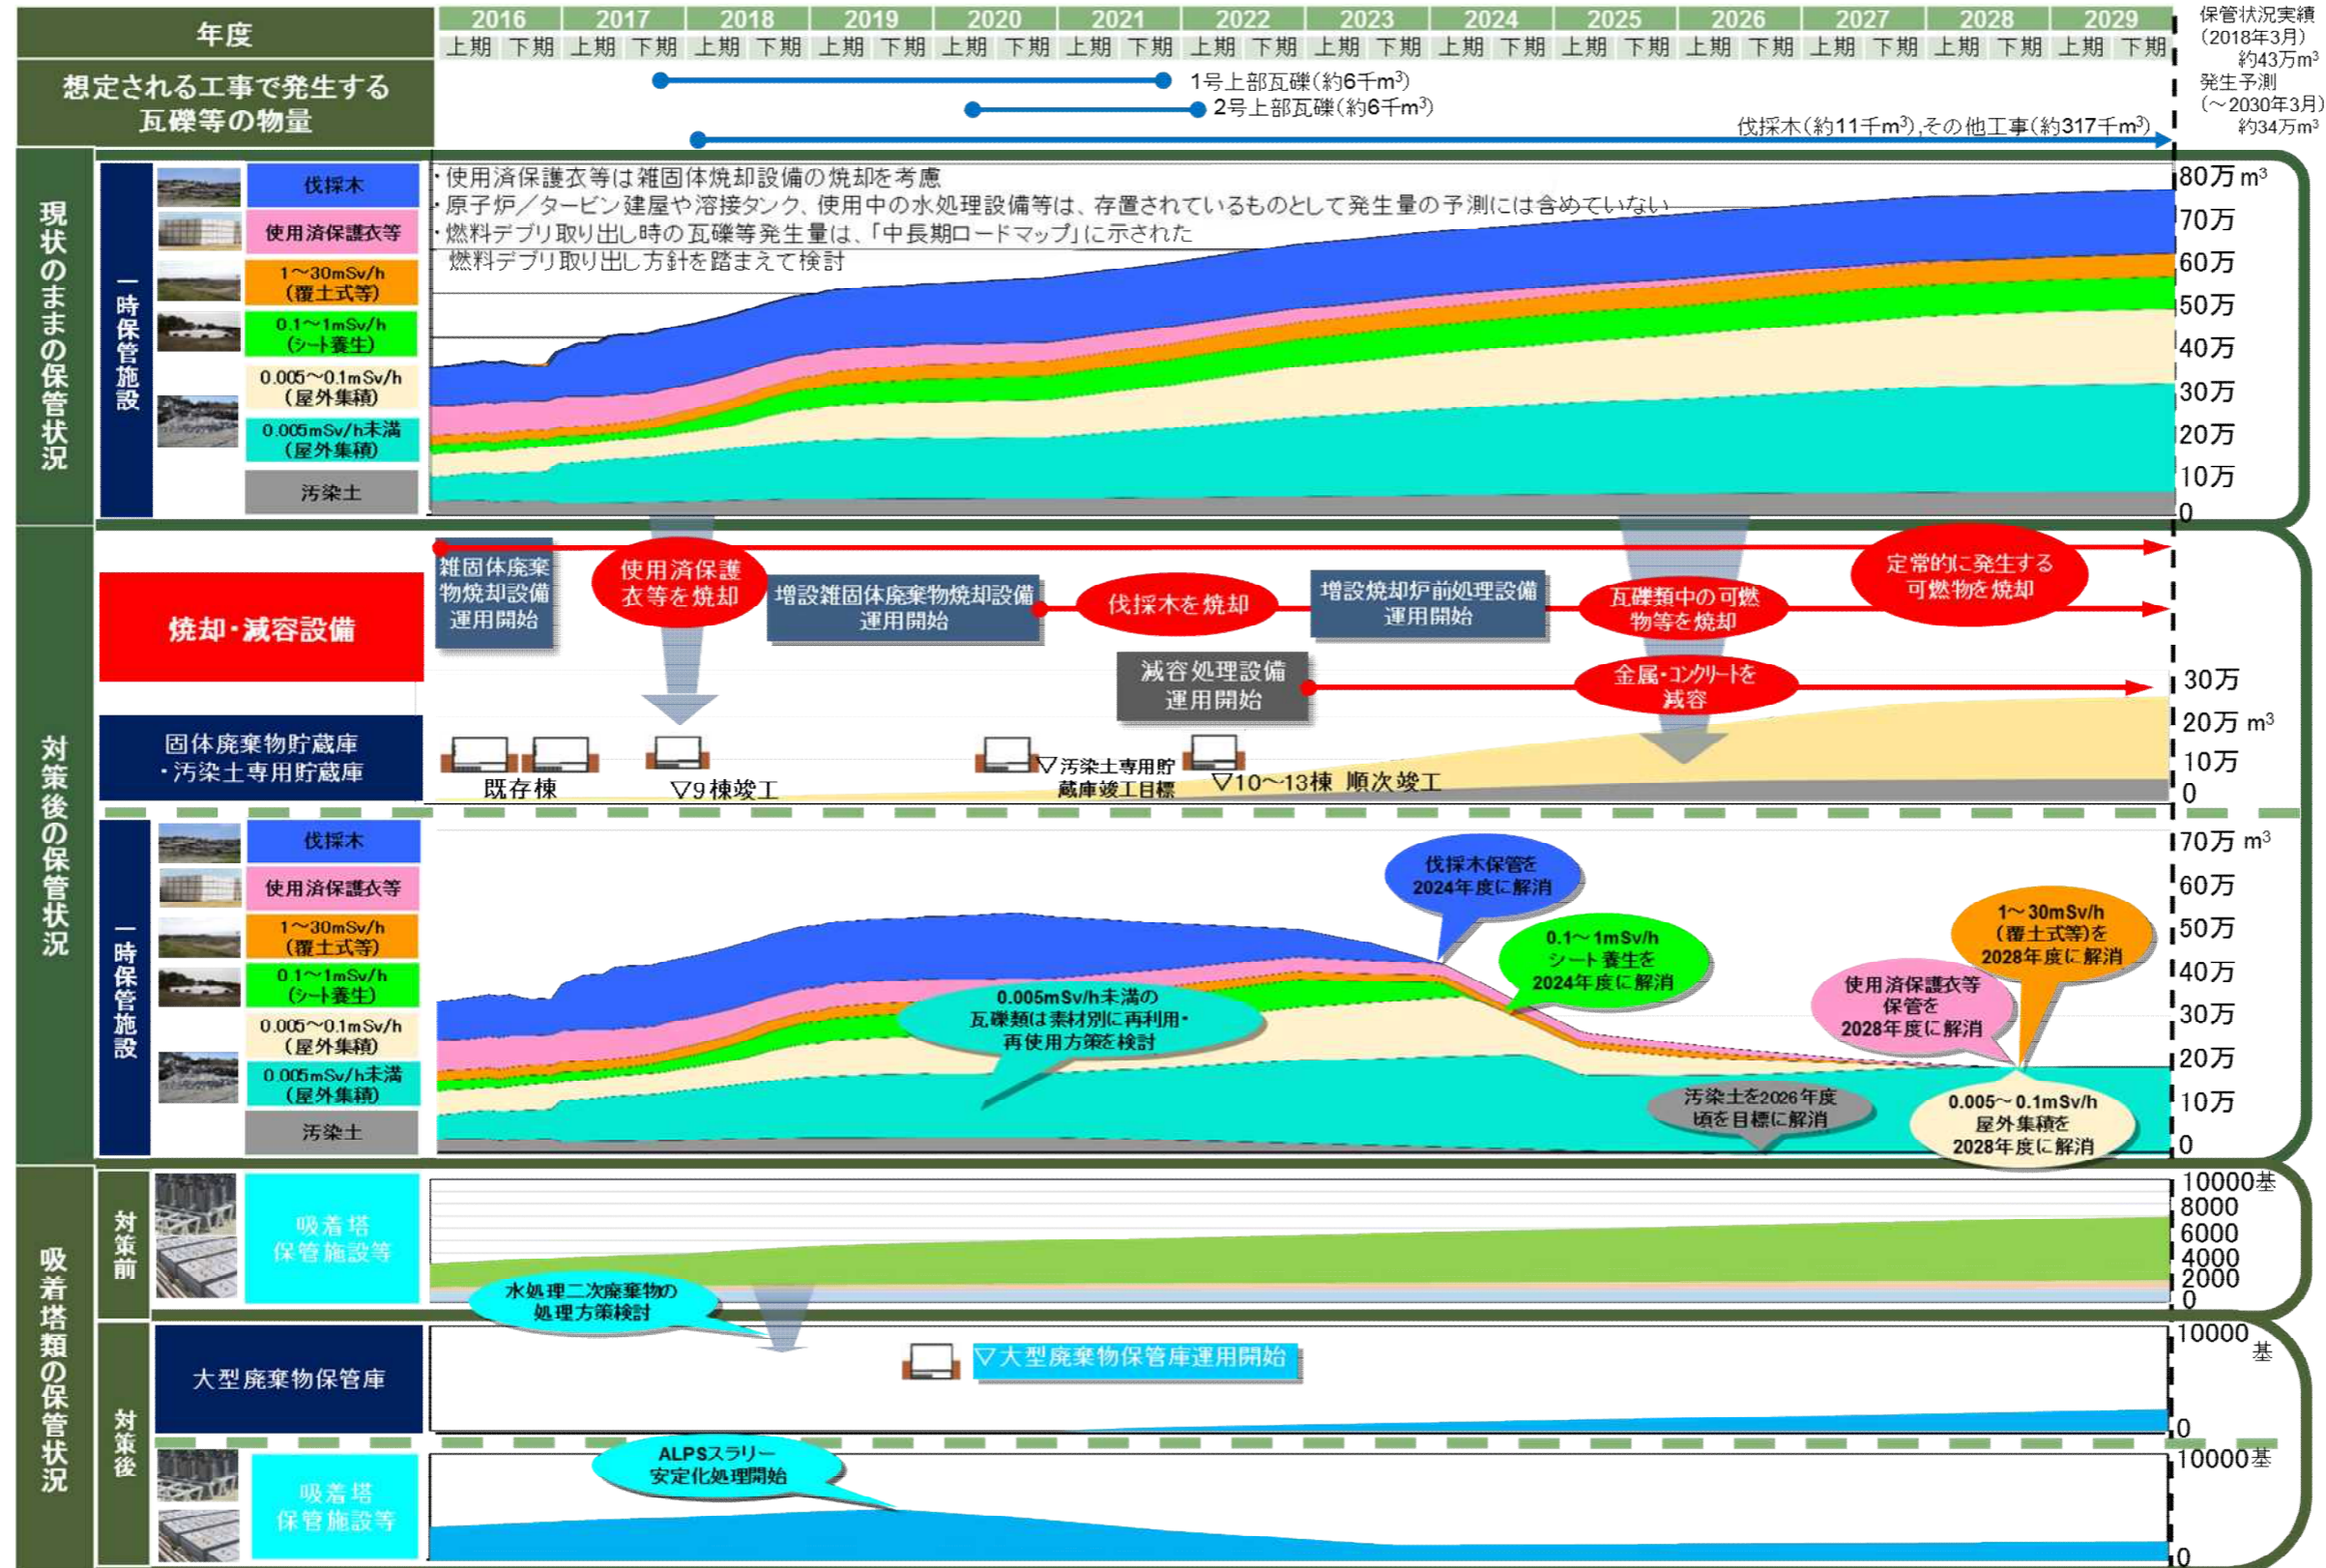 年度
2016 2017 2018 2019 2020 2021 2022 2023 2024 2025 2026 2027 2028 2029
上期 下期 上期 下期 上期 下期 上期 下期 上期 下期 上期 下期 上期 下期 上期 下期 上期 下期 上期 下期 上期 下期 上期 下期 上期 下期 上期 下期
保管状況実績
(2018年3月)
約43万m³
発生予測
(～2030年3月)
約34万m³
想定される工事で発生する
瓦礫等の物量
1号上部瓦礫(約6千m³)
2号上部瓦礫(約6千m³)
伐採木(約11千m³),その他工事(約317千m³)
現状のままの保管状況
一時保管施設
伐採木
使用済保護衣等
1～30mSv/h
(覆土式等)
0.1～1mSv/h
(シート養生)
0.005～0.1mSv/h
(屋外集積)
0.005mSv/h未満
(屋外集積)
汚染土
・使用済保護衣等は雑固体焼却設備の焼却を考慮
・原子炉／タービン建屋や溶接タンク、使用中の水処理設備等は、存置されているものとして発生量の予測には含めていない
・燃料デブリ取り出し時の瓦礫等発生量は、「中長期ロードマップ」に示された
燃料デブリ取り出し方針を踏まえて検討
80万m³
70万
60万
50万
40万
30万
20万
10万
0
対策後の保管状況
焼却・減容設備
雑固体廃棄
物焼却設備
運用開始
使用済保護
衣等を焼却
増設雑固体廃棄物焼却設備
運用開始
伐採木を焼却
増設焼却炉前処理設備
運用開始
瓦礫類中の可燃
物等を焼却
定常的に発生する
可燃物を焼却
減容処理設備
運用開始
金属・コンクリートを
減容
固体廃棄物貯蔵庫
・汚染土専用貯蔵庫
既存棟
▽9棟竣工
▽汚染土専用貯
蔵庫竣工目標
▽10～13棟 順次竣工
30万
20万m³
10万
0
一時保管施設
伐採木
使用済保護衣等
1～30mSv/h
(覆土式等)
0.1～1mSv/h
(シート養生)
0.005～0.1mSv/h
(屋外集積)
0.005mSv/h未満
(屋外集積)
汚染土
0.005mSv/h未満の
瓦礫類は素材別に再利用・
再使用方策を検討
伐採木保管を
2024年度に解消
0.1～1mSv/h
シート養生を
2024年度に解消
使用済保護衣等
保管を
2028年度に解消
1～30mSv/h
(覆土式等)を
2028年度に解消
汚染土を2026年度
頃を目標に解消
0.005～0.1mSv/h
屋外集積を
2028年度に解消
70万m³
60万
50万
40万
30万
20万
10万
0
吸着塔類の保管状況
対策前
吸着塔
保管施設等
水処理二次廃棄物の
処理方策検討
10000基
8000
6000
4000
2000
0
対策後
大型廃棄物保管庫
▽大型廃棄物保管庫運用開始
10000
基
0
吸着塔
保管施設等
ALPSスラリー
安定化処理開始
10000基
0